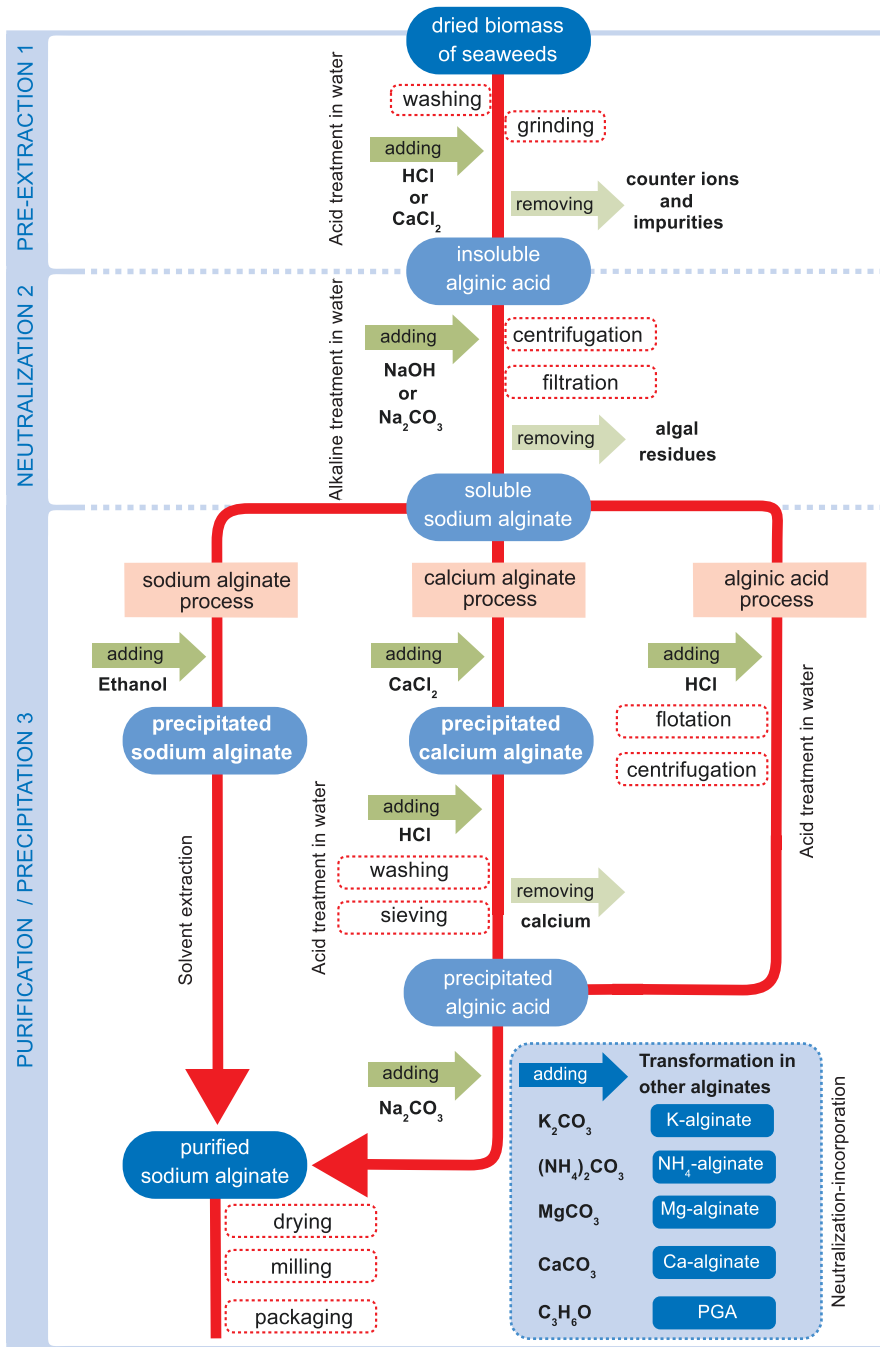 dried biomass
of seaweeds
PRE-EXTRACTION 1
Acid treatment in water
washing
grinding
adding
HCl
or
CaCl₂
removing
counter ions
and
impurities
insoluble
alginic acid
NEUTRALIZATION 2
Alkaline treatment in water
adding
NaOH
or
Na₂CO₃
centrifugation
filtration
removing
algal
residues
soluble
sodium alginate
PURIFICATION / PRECIPITATION 3
sodium alginate
process
calcium alginate
process
alginic acid
process
adding
Ethanol
adding
CaCl₂
adding
HCl
precipitated
sodium alginate
precipitated
calcium alginate
flotation
centrifugation
Acid treatment in water
Solvent extraction
Acid treatment in water
adding
HCl
washing
sieving
removing
calcium
precipitated
alginic acid
adding
Na₂CO₃
purified
sodium alginate
drying
milling
packaging
adding
Transformation in
other alginates
K₂CO₃
K-alginate
(NH₄)₂CO₃
NH₄-alginate
MgCO₃
Mg-alginate
CaCO₃
Ca-alginate
C₃H₆O
PGA
Neutralization-incorporation